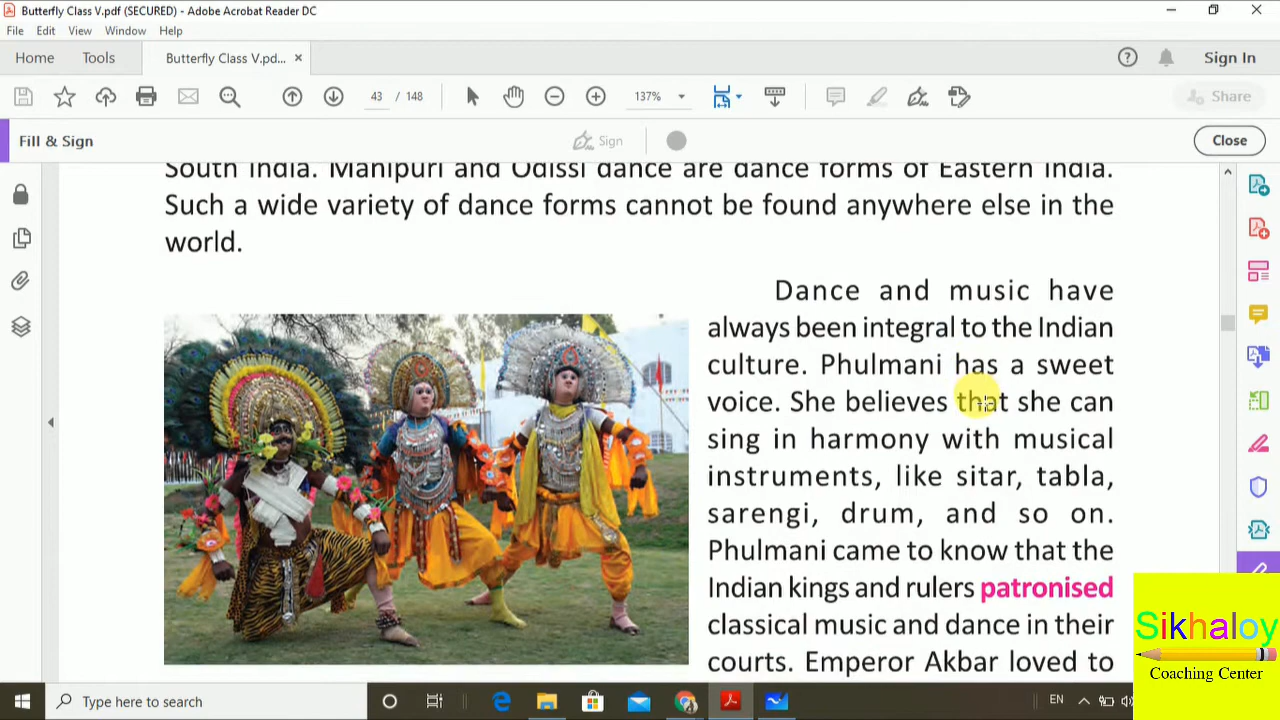 Butterfly Class V.pdf (SECURED) - Adobe Acrobat Reader DC
File Edit View Window Help
Home Tools Butterfly Class V.pd... × Sign In
43 / 148 137% Share
Fill & Sign Sign Close
South India. Manipuri and Odissi dance are dance forms of Eastern India.
Such a wide variety of dance forms cannot be found anywhere else in the
world.
Dance and music have
always been integral to the Indian
culture. Phulmani has a sweet
voice. She believes that she can
sing in harmony with musical
instruments, like sitar, tabla,
sarengi, drum, and so on.
Phulmani came to know that the
Indian kings and rulers patronised
classical music and dance in their
courts. Emperor Akbar loved to
Sikhaloy
Coaching Center
Type here to search EN